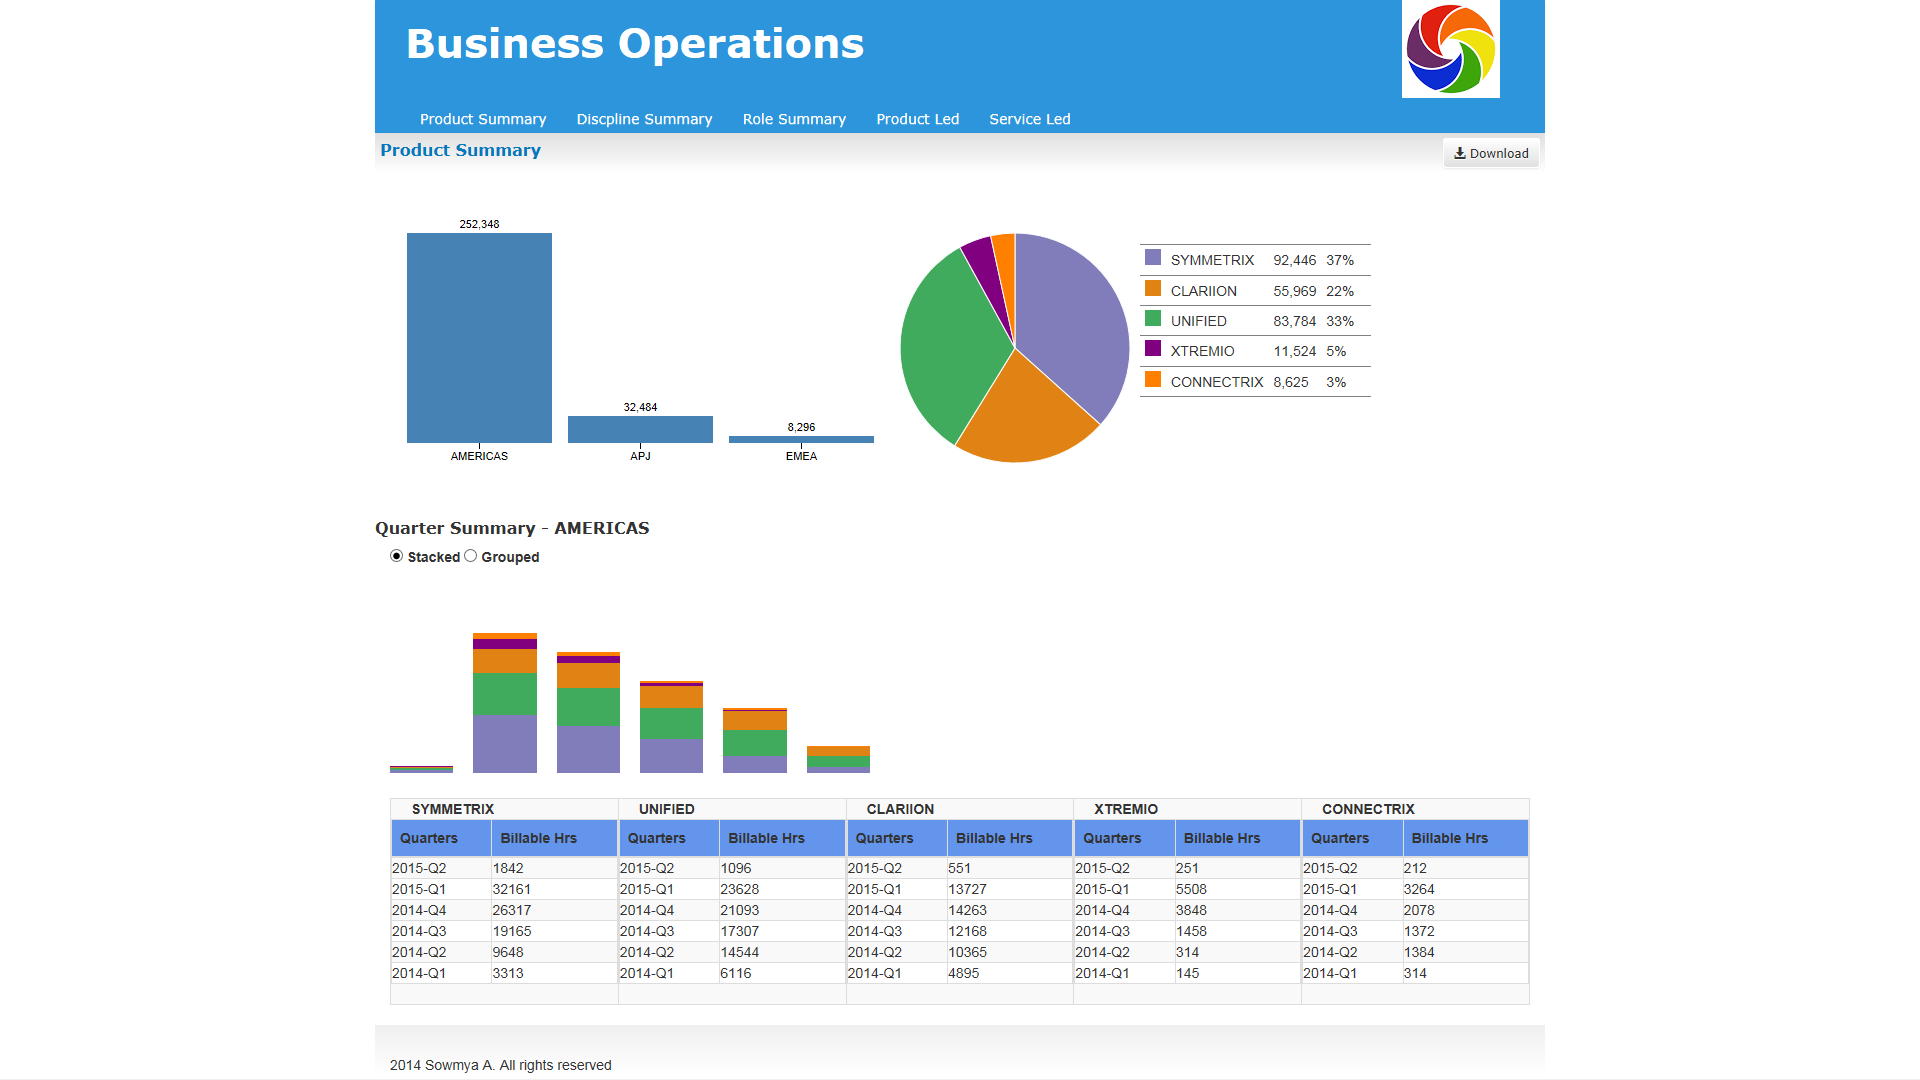 Business Operations
Product Summary Discpline Summary Role Summary Product Led Service Led
Product Summary
Download
252,348
32,484
8,296
AMERICAS APJ EMEA
SYMMETRIX 92,446 37%
CLARIION 55,969 22%
UNIFIED 83,784 33%
XTREMIO 11,524 5%
CONNECTRIX 8,625 3%
Quarter Summary - AMERICAS
Stacked Grouped
SYMMETRIX UNIFIED CLARIION XTREMIO CONNECTRIX
Quarters Billable Hrs Quarters Billable Hrs Quarters Billable Hrs Quarters Billable Hrs Quarters Billable Hrs
2015-Q2 1842 2015-Q2 1096 2015-Q2 551 2015-Q2 251 2015-Q2 212
2015-Q1 32161 2015-Q1 23628 2015-Q1 13727 2015-Q1 5508 2015-Q1 3264
2014-Q4 26317 2014-Q4 21093 2014-Q4 14263 2014-Q4 3848 2014-Q4 2078
2014-Q3 19165 2014-Q3 17307 2014-Q3 12168 2014-Q3 1458 2014-Q3 1372
2014-Q2 9648 2014-Q2 14544 2014-Q2 10365 2014-Q2 314 2014-Q2 1384
2014-Q1 3313 2014-Q1 6116 2014-Q1 4895 2014-Q1 145 2014-Q1 314
2014 Sowmya A. All rights reserved